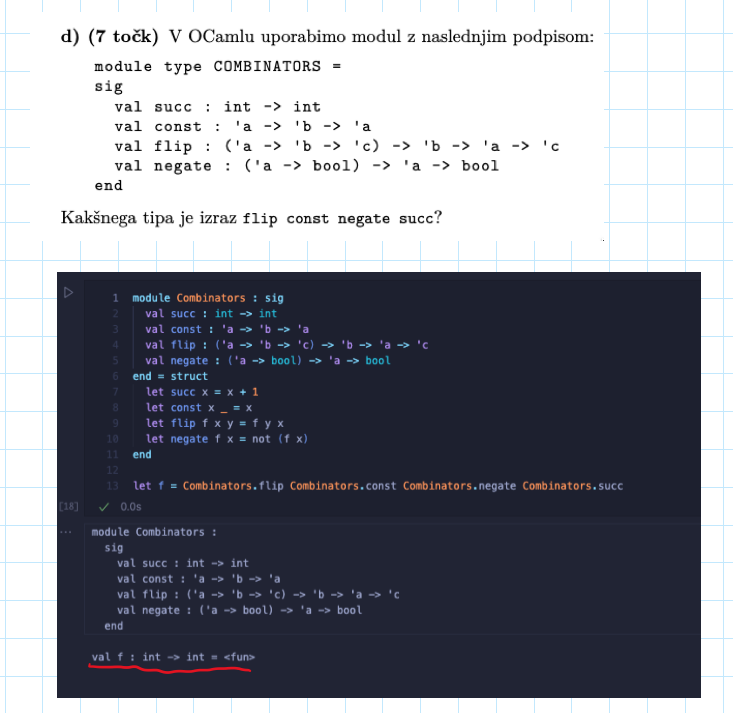 d) (7 točk) V OCamlu uporabimo modul z naslednjim podpisom:
module type COMBINATORS =
sig
  val succ : int -> int
  val const : 'a -> 'b -> 'a
  val flip : ('a -> 'b -> 'c) -> 'b -> 'a -> 'c
  val negate : ('a -> bool) -> 'a -> bool
end
Kakšnega tipa je izraz flip const negate succ?
1 module Combinators : sig
2   val succ : int -> int
3   val const : 'a -> 'b -> 'a
4   val flip : ('a -> 'b -> 'c) -> 'b -> 'a -> 'c
5   val negate : ('a -> bool) -> 'a -> bool
6 end = struct
7   let succ x = x + 1
8   let const x _ = x
9   let flip f x y = f y x
10   let negate f x = not (f x)
11 end
12
13 let f = Combinators.flip Combinators.const Combinators.negate Combinators.succ
[18] ✓ 0.0s
... module Combinators :
  sig
    val succ : int -> int
    val const : 'a -> 'b -> 'a
    val flip : ('a -> 'b -> 'c) -> 'b -> 'a -> 'c
    val negate : ('a -> bool) -> 'a -> bool
  end
val f : int -> int = <fun>